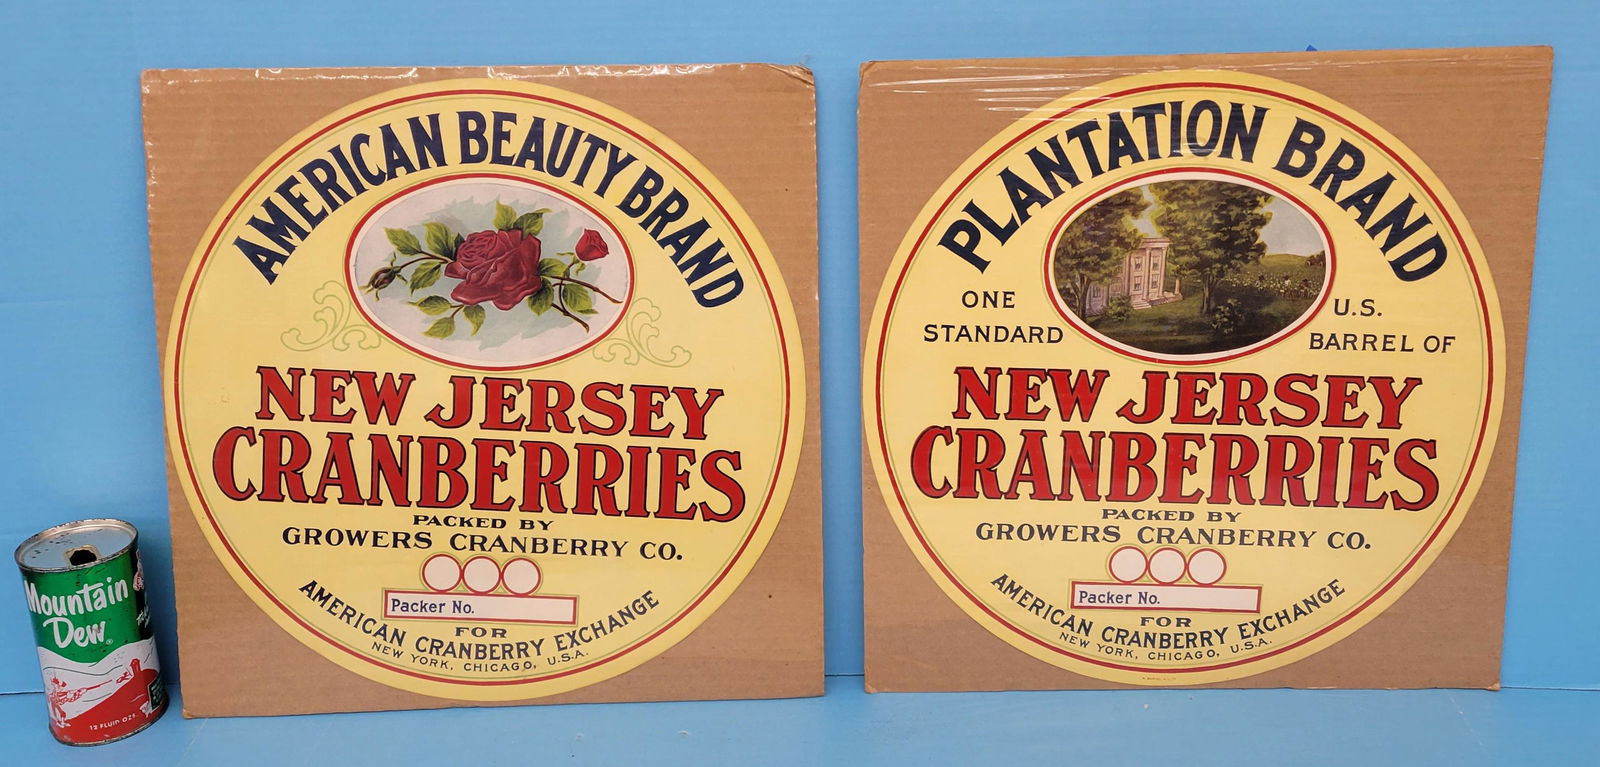 AMERICAN BEAUTY BRAND
NEW JERSEY
CRANBERRIES
PACKED BY
GROWERS CRANBERRY CO.
Packer No.
FOR
AMERICAN CRANBERRY EXCHANGE
NEW YORK, CHICAGO, U.S.A.
PLANTATION BRAND
ONE
STANDARD
U.S.
BARREL OF
NEW JERSEY
CRANBERRIES
PACKED BY
GROWERS CRANBERRY CO.
Packer No.
FOR
AMERICAN CRANBERRY EXCHANGE
NEW YORK, CHICAGO, U.S.A.
Mountain
Dew
12 FLUID OZS.